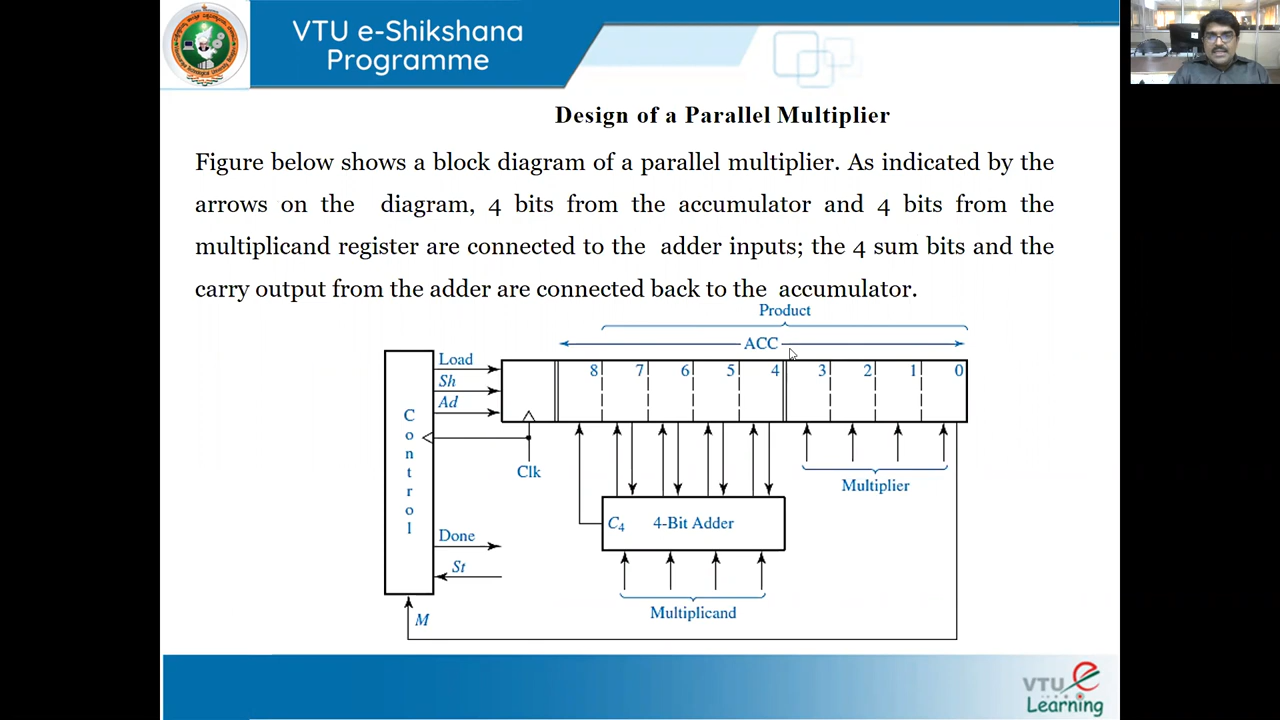 VTU e-Shikshana
Programme
Design of a Parallel Multiplier
Figure below shows a block diagram of a parallel multiplier. As indicated by the
arrows on the diagram, 4 bits from the accumulator and 4 bits from the
multiplicand register are connected to the adder inputs; the 4 sum bits and the
carry output from the adder are connected back to the accumulator.
Product
ACC
Load
Sh
Ad
8 7 6 5 4 3 2 1 0
Control
Clk
Multiplier
C4 4-Bit Adder
Done
St
Multiplicand
M
VTU e
Learning